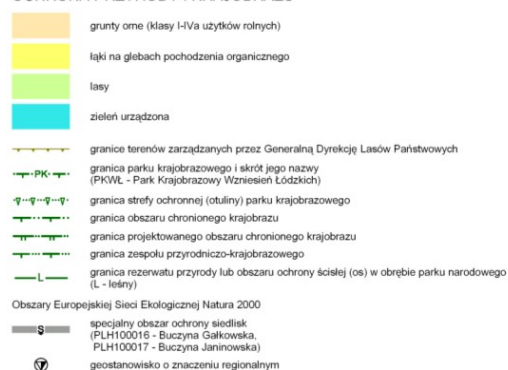 grunty orne (klasy I-IVa użytków rolnych)
łąki na glebach pochodzenia organicznego
lasy
zieleń urządzona
granice terenów zarządzanych przez Generalną Dyrekcję Lasów Państwowych
PK
granica parku krajobrazowego i skrót jego nazwy
(PKWŁ - Park Krajobrazowy Wzniesień Łódzkich)
granica strefy ochronnej (otuliny) parku krajobrazowego
granica obszaru chronionego krajobrazu
granica projektowanego obszaru chronionego krajobrazu
granica zespołu przyrodniczo-krajobrazowego
L
granica rezerwatu przyrody lub obszaru ochrony ścisłej (os) w obrębie parku narodowego
(L - leśny)
Obszary Europejskiej Sieci Ekologicznej Natura 2000
S
specjalny obszar ochrony siedlisk
(PLH100016 - Buczyna Gałkowska,
PLH100017 - Buczyna Janinowska)
geostanowisko o znaczeniu regionalnym